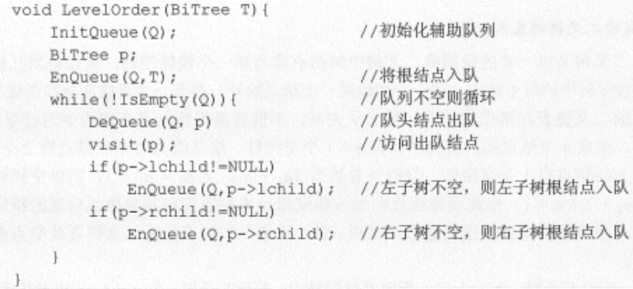 void LevelOrder(BiTree T){
InitQueue(Q); //初始化辅助队列
BiTree p;
EnQueue(Q,T); //将根结点入队
while(!IsEmpty(Q)){ //队列不空则循环
DeQueue(Q, p) //队头结点出队
visit(p); //访问出队结点
if(p->lchild!=NULL)
EnQueue(Q,p->lchild); //左子树不空，则左子树根结点入队
if(p->rchild!=NULL)
EnQueue(Q,p->rchild); //右子树不空，则右子树根结点入队
}
}